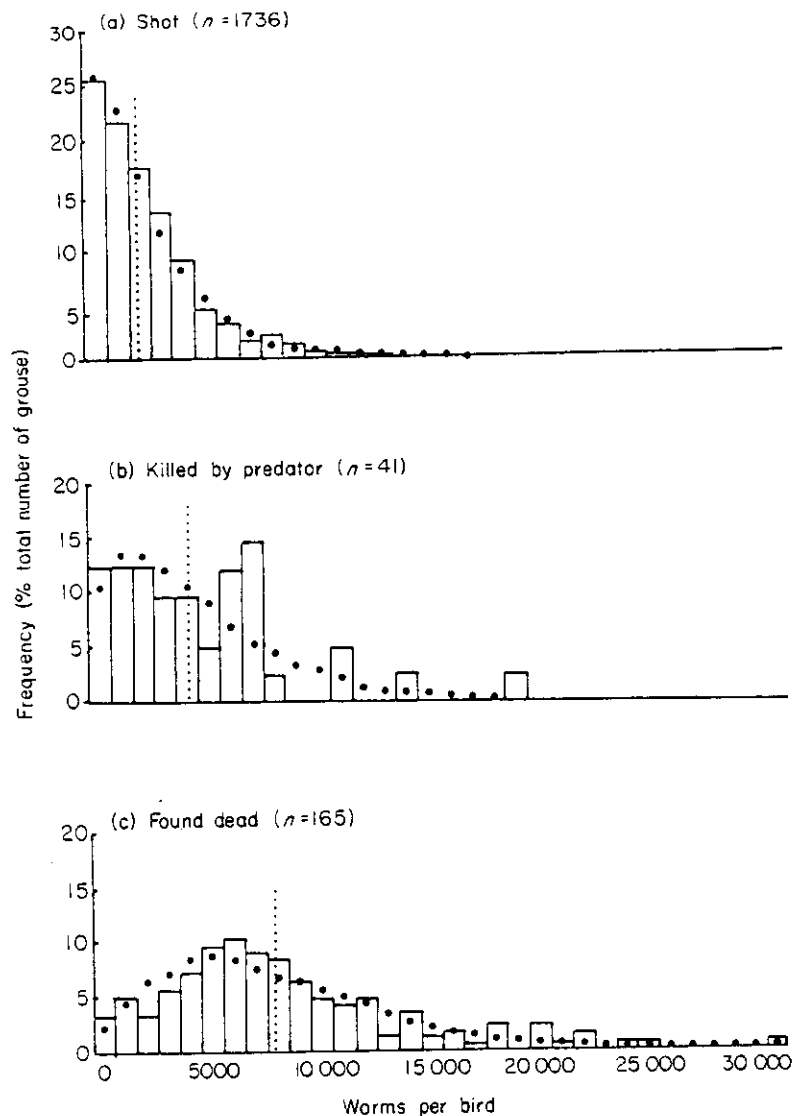 (a) Shot (n=1736)
30
25
20
15
10
5
0
Frequency (% total number of grouse)
(b) Killed by predator (n=41)
20
15
10
5
0
(c) Found dead (n=165)
20
15
10
5
0
0 5000 10 000 15 000 20 000 25 000 30 000
Worms per bird